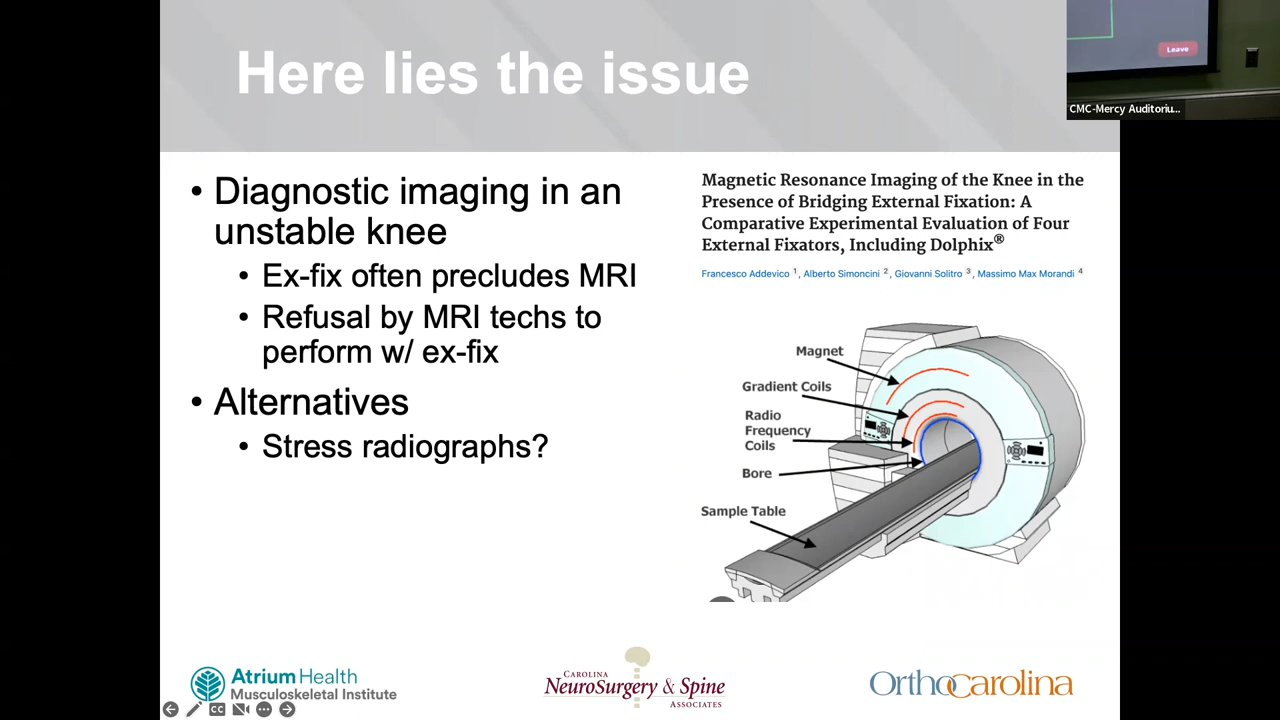 Here lies the issue
Leave
CMC-Mercy Auditoriu...
• Diagnostic imaging in an
unstable knee
• Ex-fix often precludes MRI
• Refusal by MRI techs to
perform w/ ex-fix
• Alternatives
• Stress radiographs?
Magnetic Resonance Imaging of the Knee in the
Presence of Bridging External Fixation: A
Comparative Experimental Evaluation of Four
External Fixators, Including Dolphix®
Francesco Addevico 1, Alberto Simoncini 2, Giovanni Solitro 3, Massimo Max Morandi 4
Magnet
Gradient Coils
Radio
Frequency
Coils
Bore
Sample Table
Atrium Health
Musculoskeletal Institute
CAROLINA
NEUROSURGERY & SPINE
ASSOCIATES
OrthoCarolina
CC